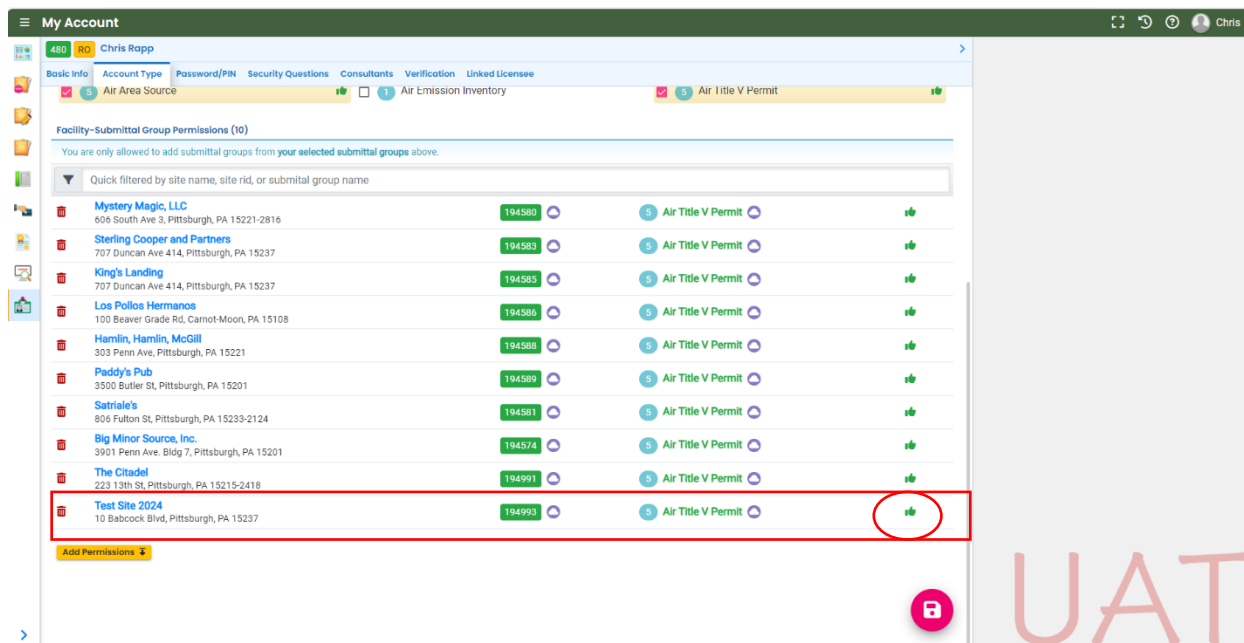 My Account
Chris
480 RO Chris Rapp
Basic Info Account Type Password/PIN Security Questions Consultants Verification Linked Licensee
5 Air Area Source 1 Air Emission Inventory 5 Air Title V Permit
Facility-Submittal Group Permissions (10)
You are only allowed to add submittal groups from your selected submittal groups above.
Quick filtered by site name, site rid, or submital group name
Mystery Magic, LLC
606 South Ave 3, Pittsburgh, PA 15221-2816
194580 5 Air Title V Permit
Sterling Cooper and Partners
707 Duncan Ave 414, Pittsburgh, PA 15237
194583 5 Air Title V Permit
King's Landing
707 Duncan Ave 414, Pittsburgh, PA 15237
194585 5 Air Title V Permit
Los Pollos Hermanos
100 Beaver Grade Rd, Carnot-Moon, PA 15108
194586 5 Air Title V Permit
Hamlin, Hamlin, McGill
303 Penn Ave, Pittsburgh, PA 15221
194588 5 Air Title V Permit
Paddy's Pub
3500 Butler St, Pittsburgh, PA 15201
194589 5 Air Title V Permit
Satriale's
806 Fulton St, Pittsburgh, PA 15233-2124
194581 5 Air Title V Permit
Big Minor Source, Inc.
3901 Penn Ave. Bldg 7, Pittsburgh, PA 15201
194574 5 Air Title V Permit
The Citadel
223 13th St, Pittsburgh, PA 15215-2418
194991 5 Air Title V Permit
Test Site 2024
10 Babcock Blvd, Pittsburgh, PA 15237
194993 5 Air Title V Permit
Add Permissions
UAT